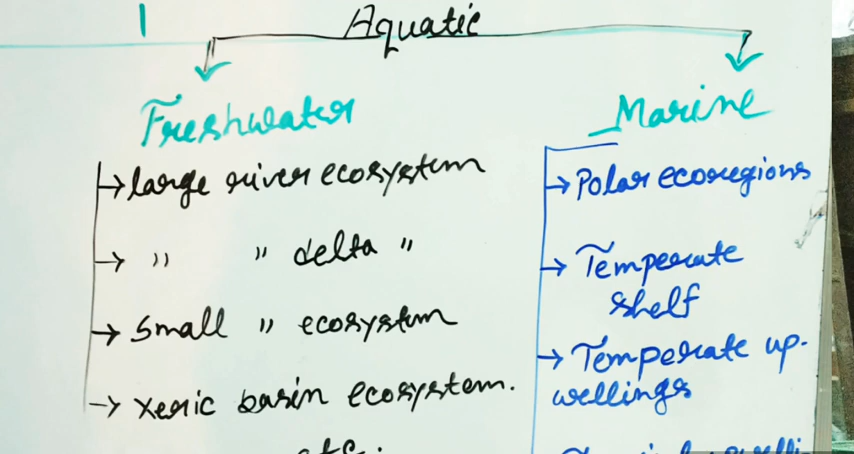 Aquatic
Freshwater
→ large river ecosystem
→ " " delta "
→ Small " ecosystem
→ Xeric basin ecosystem.
etc.
Marine
→ Polar ecoregions
→ Temperate
shelf
→ Temperate up-
wellings